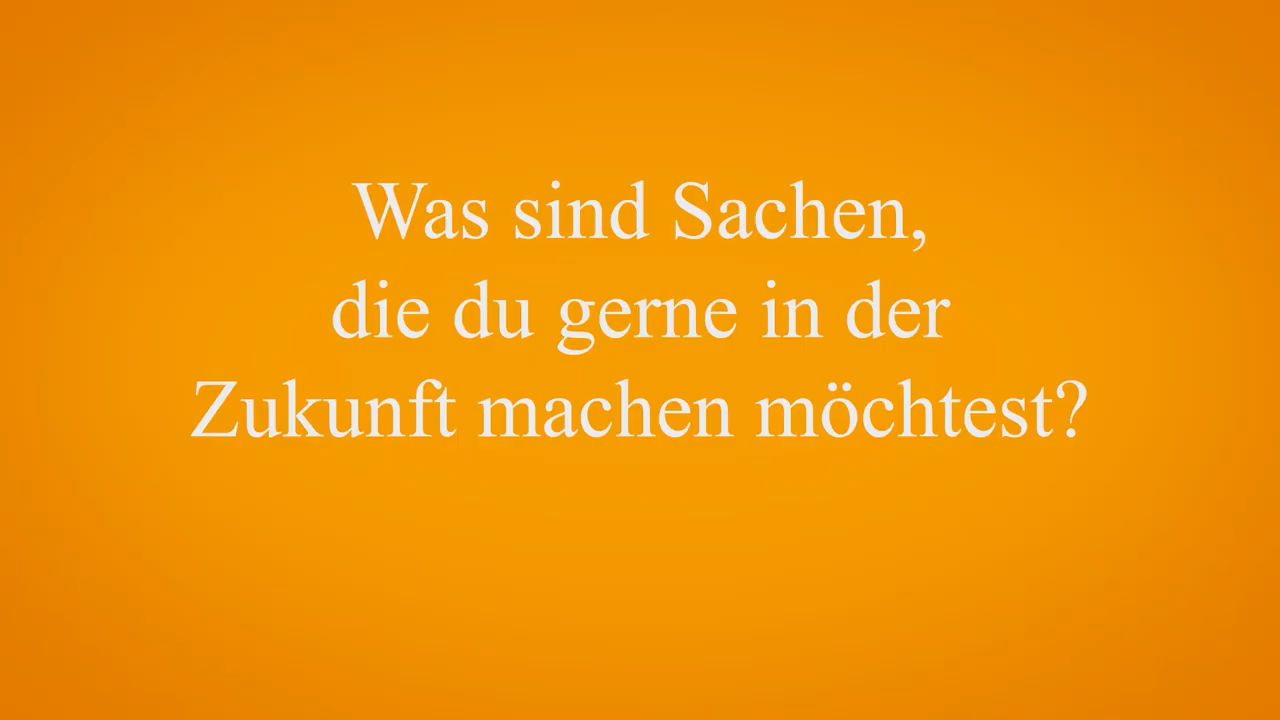 Was sind Sachen,
die du gerne in der
Zukunft machen möchtest?